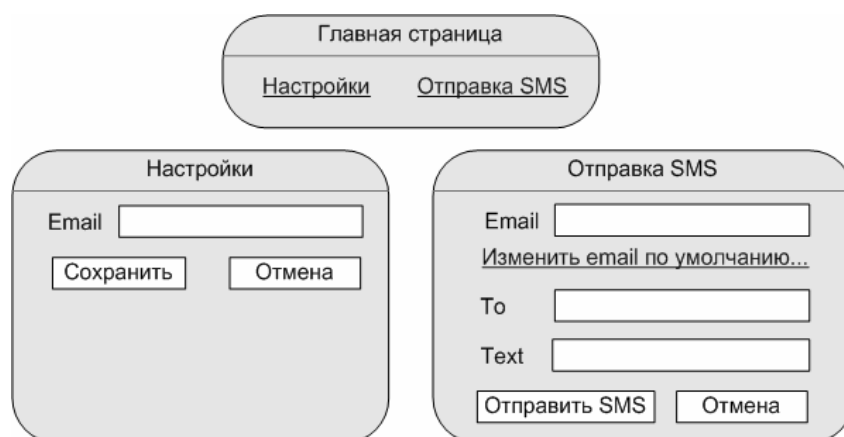 Главная страница
Настройки Отправка SMS
Настройки
Email
Сохранить Отмена
Отправка SMS
Email
Изменить email по умолчанию...
To
Text
Отправить SMS Отмена